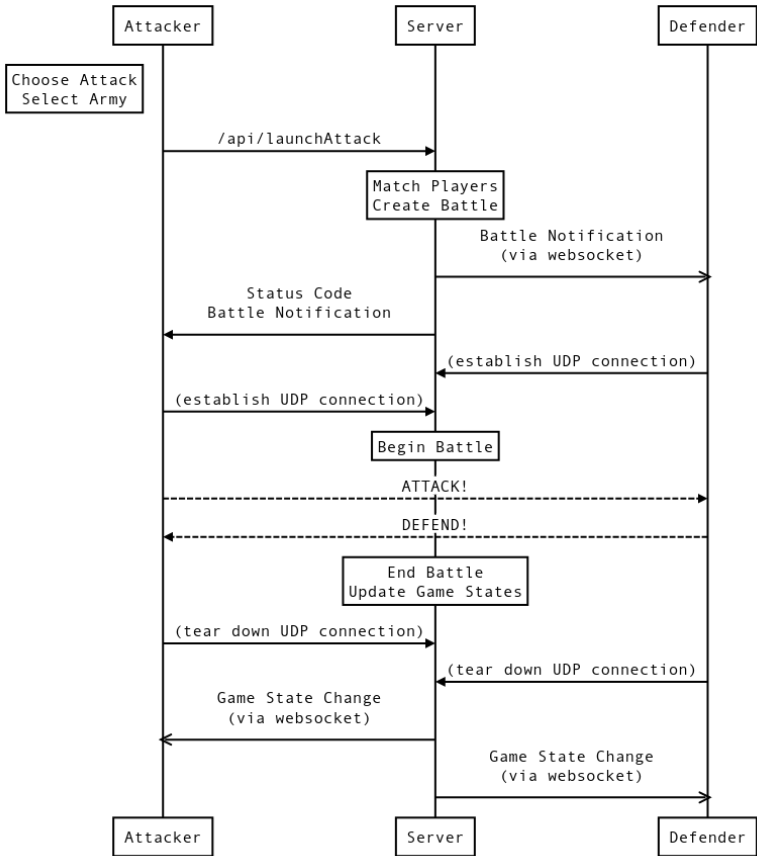 Attacker
Server
Defender
Choose Attack
Select Army
/api/launchAttack
Match Players
Create Battle
Battle Notification
(via websocket)
Status Code
Battle Notification
(establish UDP connection)
(establish UDP connection)
Begin Battle
ATTACK!
DEFEND!
End Battle
Update Game States
(tear down UDP connection)
(tear down UDP connection)
Game State Change
(via websocket)
Game State Change
(via websocket)
Attacker
Server
Defender